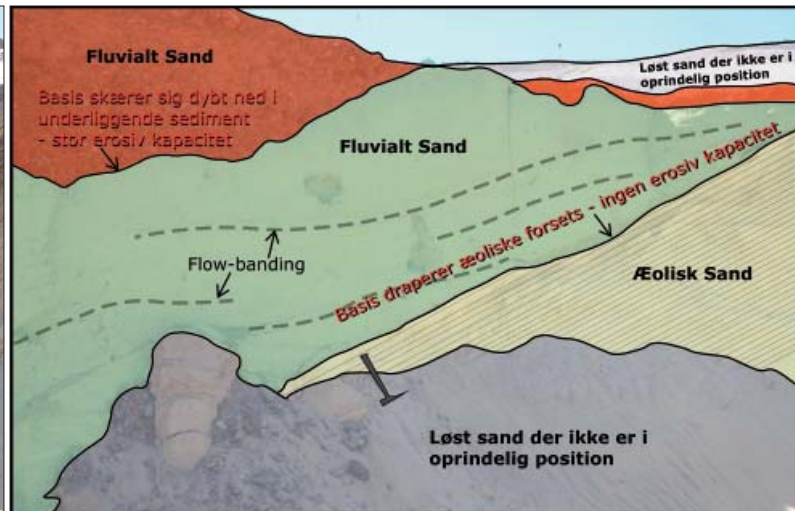 Fluvialt Sand
Løst sand der ikke er i
oprindelig position
Basis skærer sig dybt ned i
underliggende sediment
- stor erosiv kapacitet
Fluvialt Sand
Basis draperer æoliske forsets - ingen erosiv kapacitet
Flow-banding
Æolisk Sand
Løst sand der ikke er i
oprindelig position